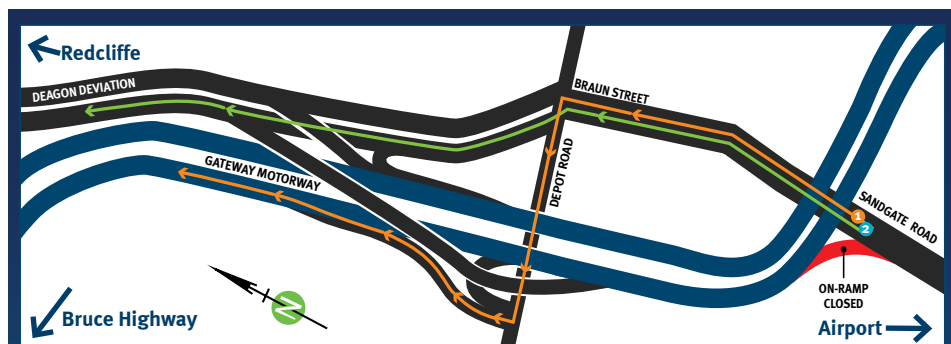 Redcliffe
DEAGON DEVIATION
BRAUN STREET
GATEWAY MOTORWAY
DEPOT ROAD
SANDGATE ROAD
1
2
ON-RAMP
CLOSED
N
Bruce Highway
Airport